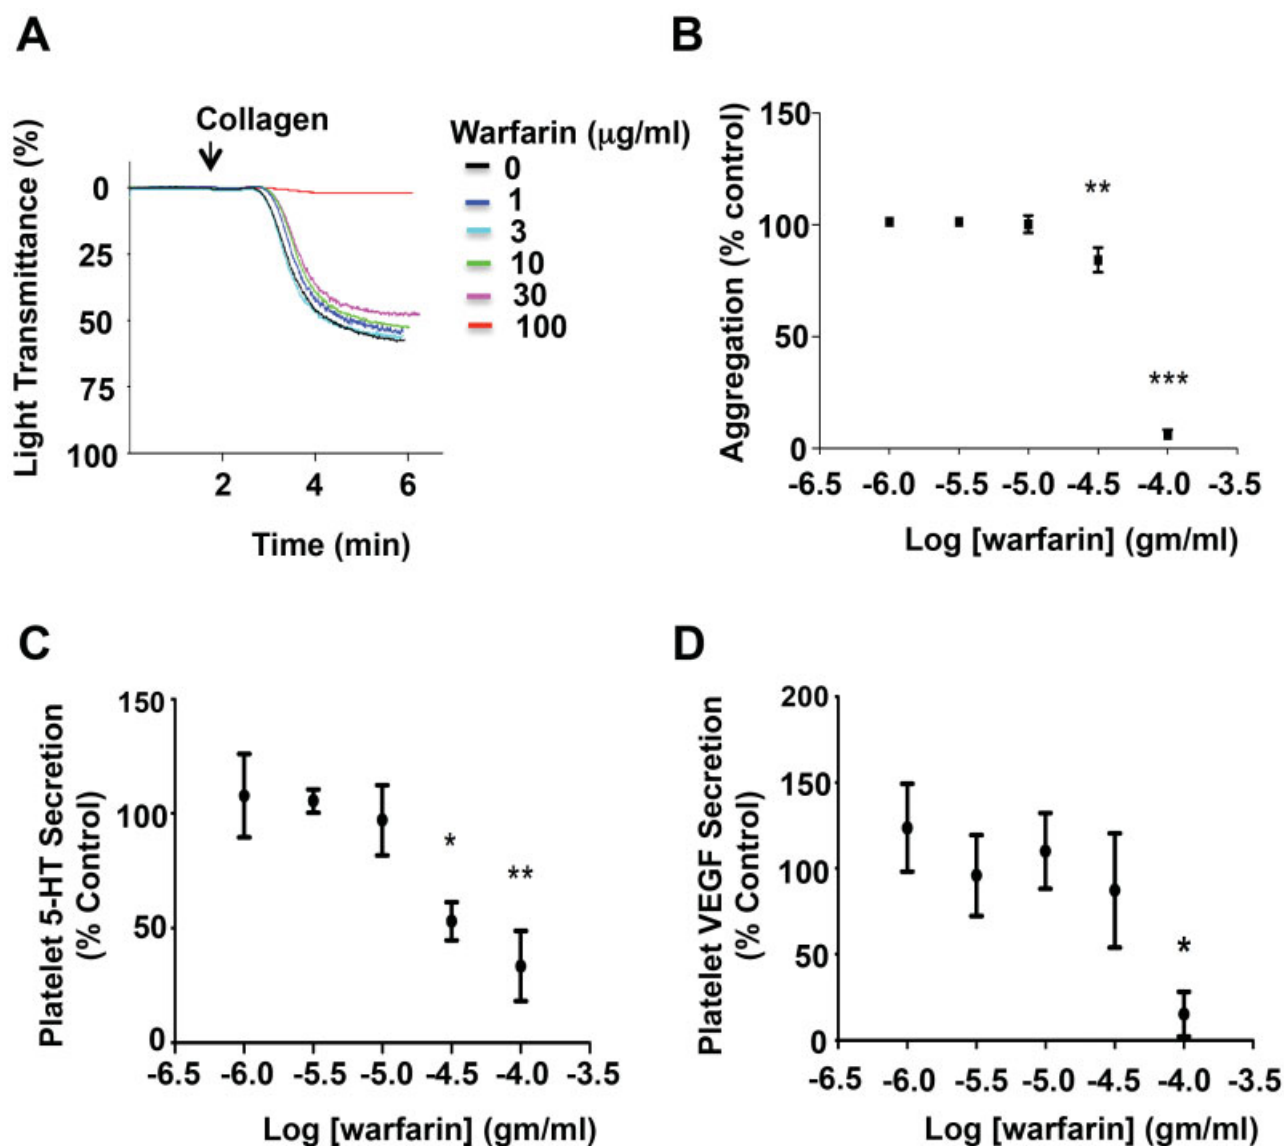 A
Collagen
Light Transmittance (%)
0
25
50
75
100
2 4 6
Time (min)
Warfarin (μg/ml)
0
1
3
10
30
100
B
Aggregation (% control)
150
100
50
0
**
***
-6.5 -6.0 -5.5 -5.0 -4.5 -4.0 -3.5
Log [warfarin] (gm/ml)
C
Platelet 5-HT Secretion
(% Control)
150
100
50
0
*
**
-6.5 -6.0 -5.5 -5.0 -4.5 -4.0 -3.5
Log [warfarin] (gm/ml)
D
Platelet VEGF Secretion
(% Control)
200
150
100
50
0
*
-6.5 -6.0 -5.5 -5.0 -4.5 -4.0 -3.5
Log [warfarin] (gm/ml)